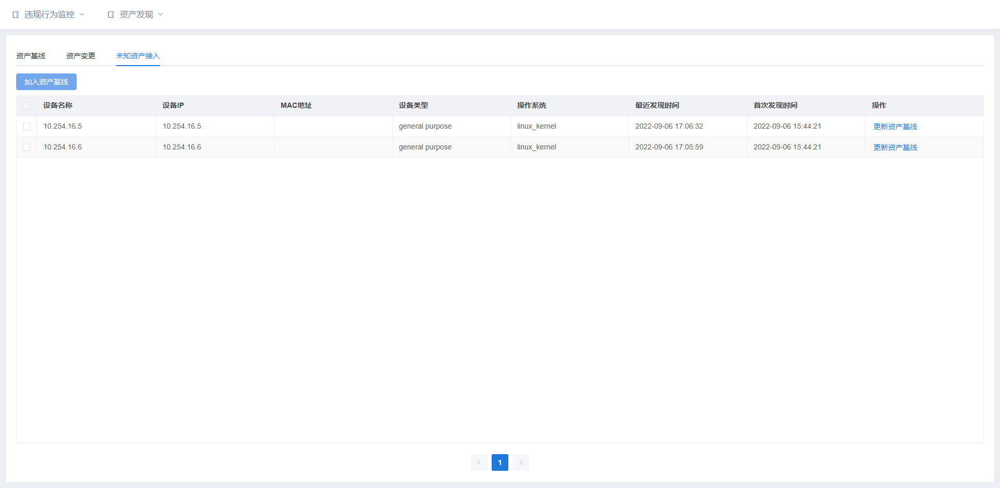 违规行为监控 资产发现
资产基线 资产变更 未知资产接入
加入资产基线
设备名称 设备IP MAC地址 设备类型 操作系统 最近发现时间 首次发现时间 操作
10.254.16.5 10.254.16.5 general purpose linux_kernel 2022-09-06 17:06:32 2022-09-06 15:44:21 更新资产基线
10.254.16.6 10.254.16.6 general purpose linux_kernel 2022-09-06 17:05:59 2022-09-06 15:44:21 更新资产基线
1